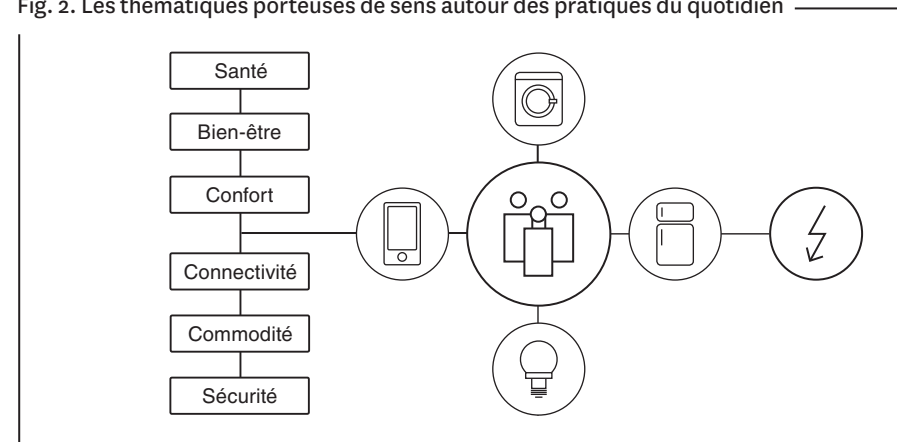 Fig. 2. Les thématiques porteuses de sens autour des pratiques du quotidien
Santé
Bien-être
Confort
Connectivité
Commodité
Sécurité